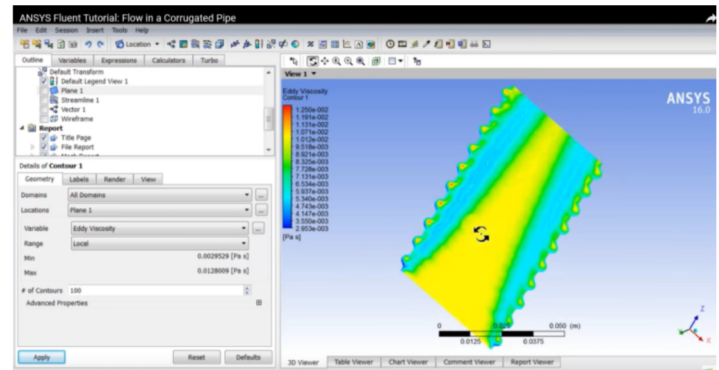 ANSYS Fluent Tutorial: Flow in a Corrugated Pipe
File Edit Session Insert Tools Help
Location
Outline Variables Expressions Calculators Turbo
Default Transform
Default Legend View 1
Plane 1
Streamline 1
Vector 1
Wireframe
Report
Title Page
File Report
Mesh Report
Details of Contour 1
Geometry Labels Render View
Domains All Domains
Locations Plane 1
Variable Eddy Viscosity
Range Local
Min 0.0029529 [Pa s]
Max 0.0128009 [Pa s]
# of Contours 100
Advanced Properties
Apply Reset Defaults
View 1
Eddy Viscosity
Contour 1
1.250e-002
1.191e-002
1.131e-002
1.071e-002
1.012e-002
9.518e-003
8.921e-003
8.325e-003
7.728e-003
7.131e-003
6.534e-003
5.937e-003
5.340e-003
4.743e-003
4.147e-003
3.550e-003
2.953e-003
[Pa s]
ANSYS
16.0
0 0.025 0.050 (m)
0.0125 0.0375
Z
X
3D Viewer Table Viewer Chart Viewer Comment Viewer Report Viewer